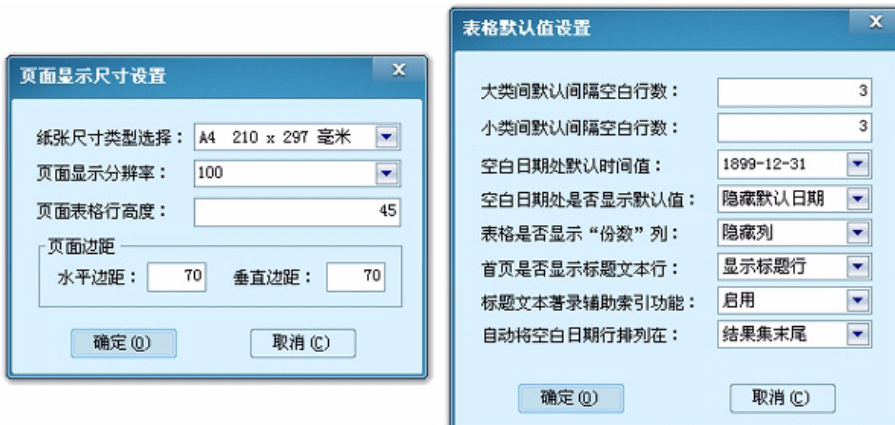 页面显示尺寸设置
纸张尺寸类型选择： A4 210 x 297 毫米
页面显示分辨率： 100
页面表格行高度： 45
页面边距
水平边距： 70 垂直边距： 70
确定(O) 取消(C)
表格默认值设置
大类间默认间隔空白行数： 3
小类间默认间隔空白行数： 3
空白日期处默认时间值： 1899-12-31
空白日期处是否显示默认值： 隐藏默认日期
表格是否显示“份数”列： 隐藏列
首页是否显示标题文本行： 显示标题行
标题文本著录辅助索引功能： 启用
自动将空白日期行排列在： 结果集末尾
确定(O) 取消(C)